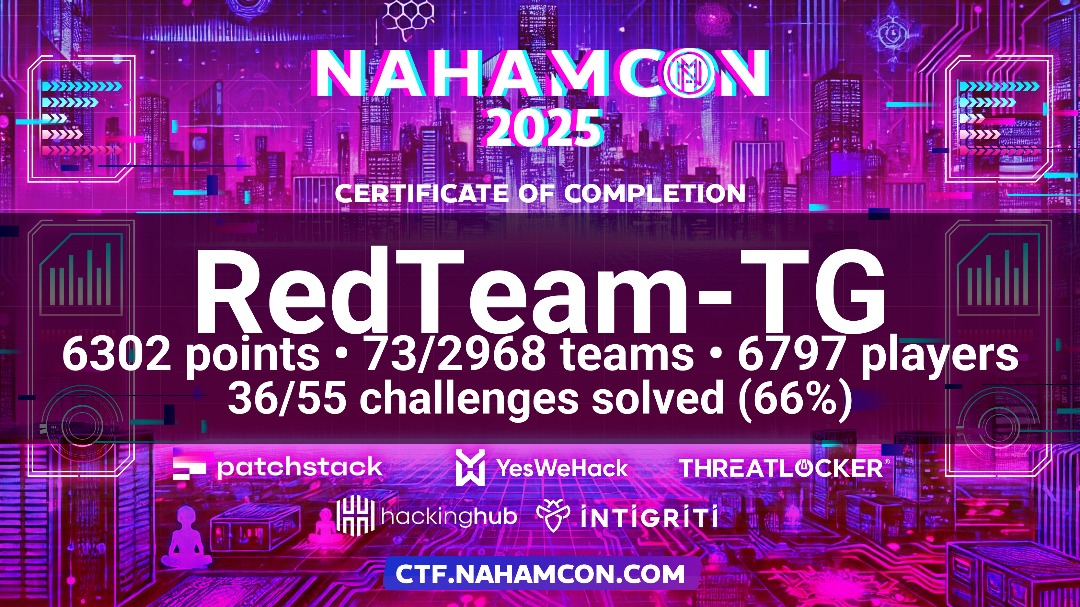 NAHAMCON
2025
CERTIFICATE OF COMPLETION
RedTeam-TG
6302 points • 73/2968 teams • 6797 players
36/55 challenges solved (66%)
patchstack YesWeHack THREATLOCKER®
hackinghub INTIGRITI
CTF.NAHAMCON.COM